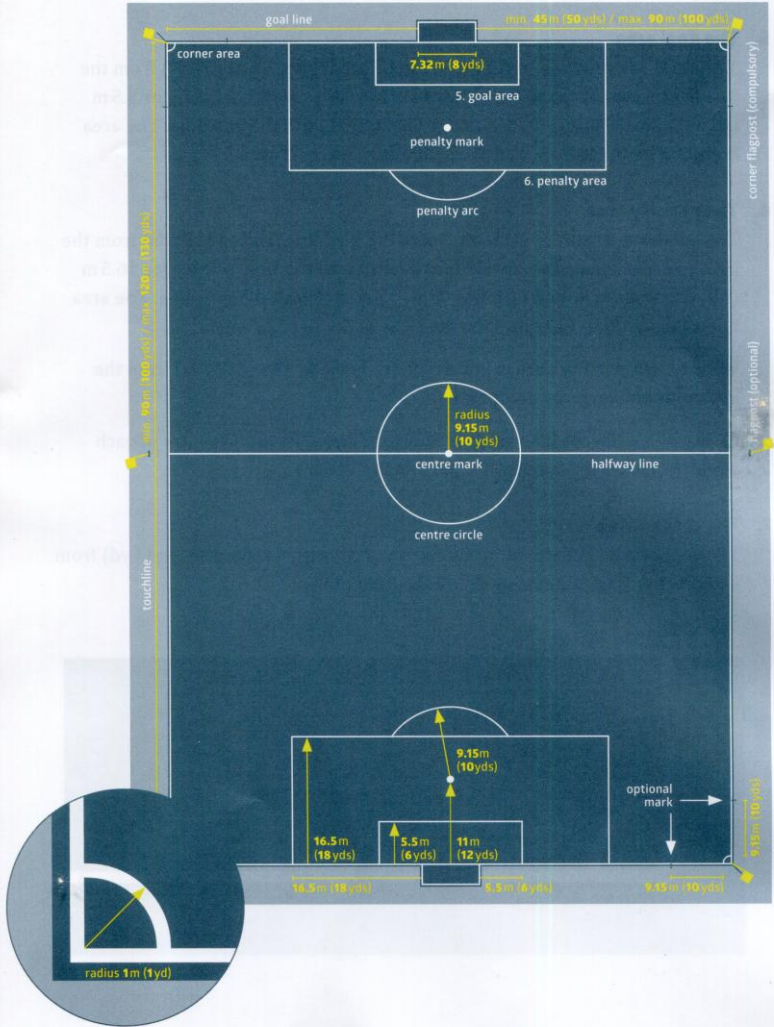 goal line
min. 45 m (50 yds) / max. 90 m (100 yds)
corner area
7.32 m (8 yds)
5. goal area
penalty mark
6. penalty area
penalty arc
corner flagpost (compulsory)
min. 90 m (100 yds) / max. 120 m (130 yds)
flagpost (optional)
radius
9.15 m
(10 yds)
centre mark
halfway line
centre circle
touchline
9.15 m
(10 yds)
optional
mark
16.5 m
(18 yds)
5.5 m
(6 yds)
11 m
(12 yds)
9.15 m (10 yds)
16.5 m (18 yds)
5.5 m (6 yds)
9.15 m (10 yds)
radius 1 m (1 yd)